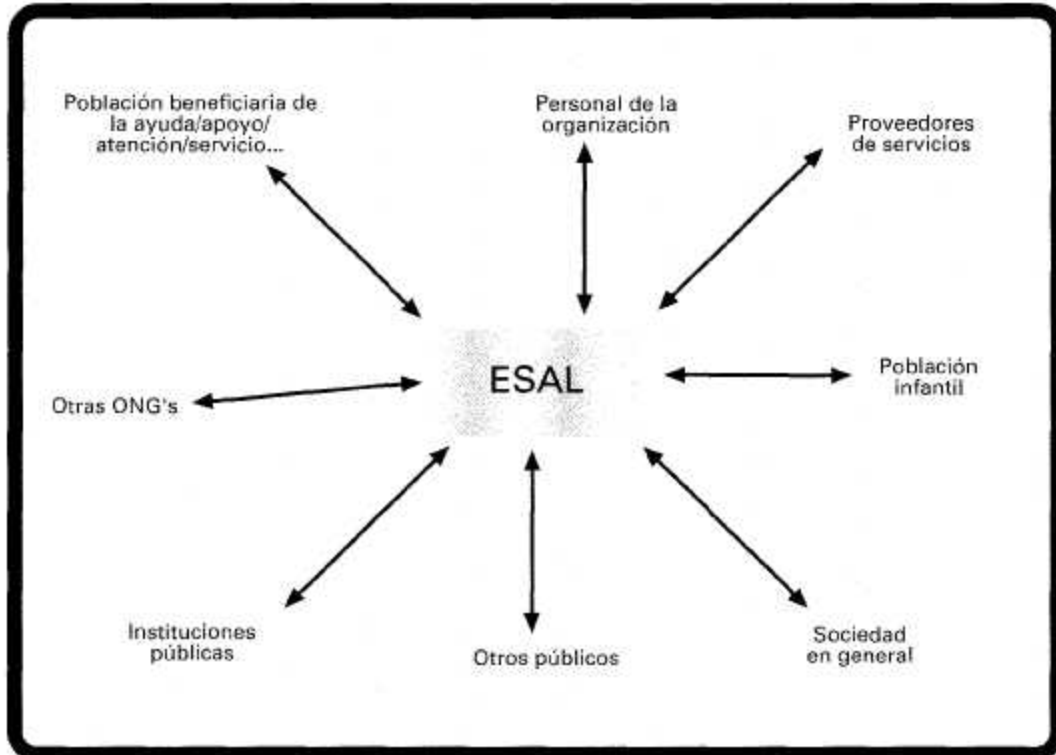 Población beneficiaria de
la ayuda/apoyo/
atención/servicio...
Personal de la
organización
Proveedores
de servicios
Otras ONG's
ESAL
Población
infantil
Instituciones
públicas
Otros públicos
Sociedad
en general